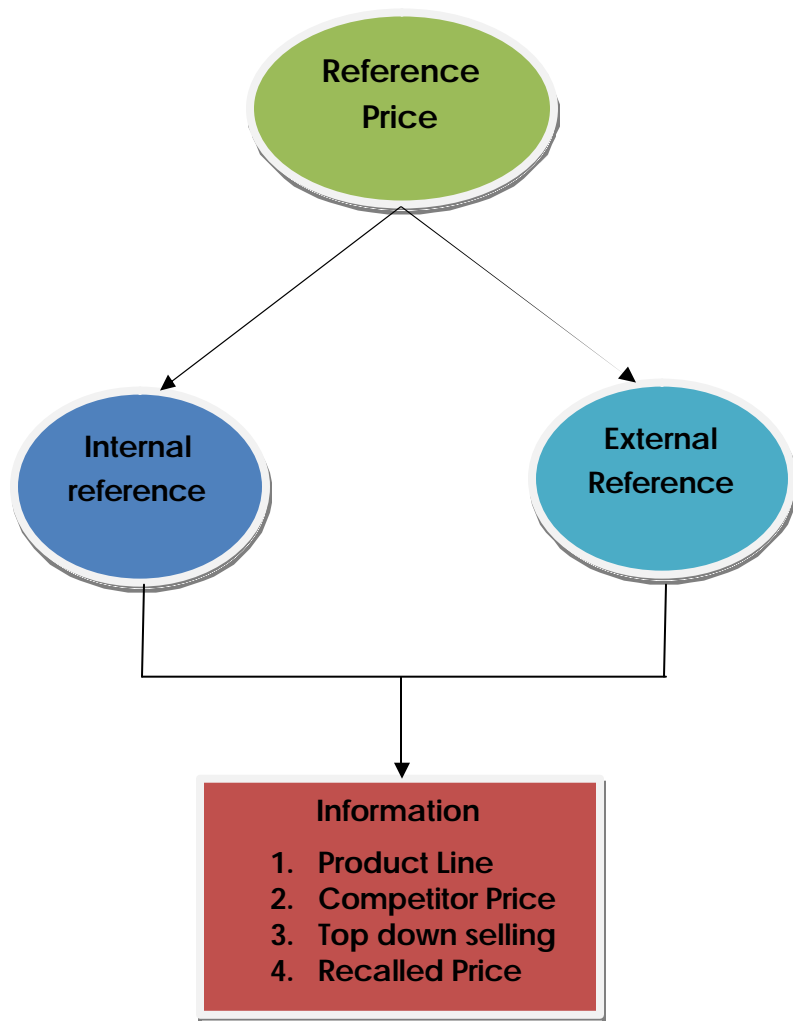 Reference
Price
Internal
reference
External
Reference
Information
1. Product Line
2. Competitor Price
3. Top down selling
4. Recalled Price